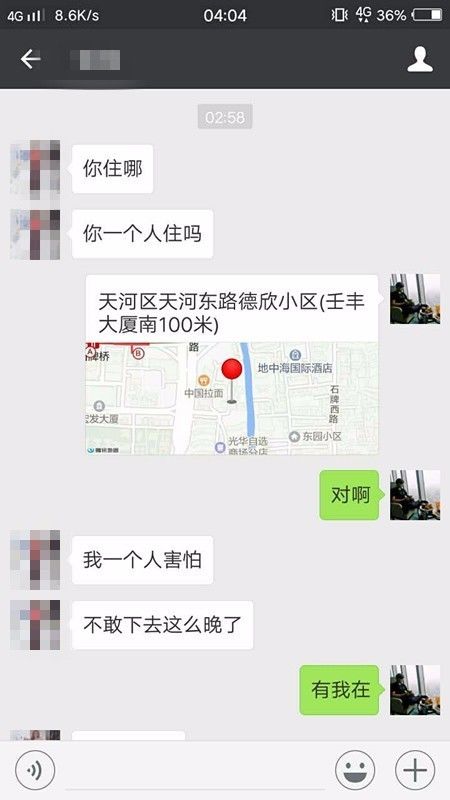 4G 8.6K/s 04:04 4G 36%
02:58
你住哪
你一个人住吗
天河区天河东路德欣小区(壬丰
大厦南100米)
路
A
B
牌桥
地中海国际酒店
中国拉面
石牌西路
宏发大厦
光华自选
商场分店
东园小区
对啊
我一个人害怕
不敢下去这么晚了
有我在